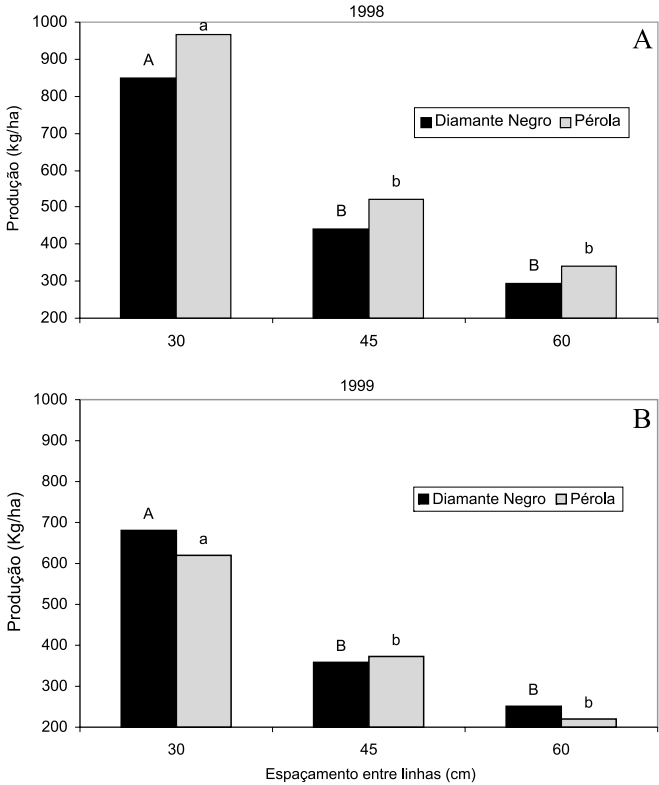 1998
A
Produção (kg/ha)
1000
900
800
700
600
500
400
300
200
A
a
B
b
B
b
Diamante Negro Pérola
30 45 60
1999
B
Produção (Kg/ha)
1000
900
800
700
600
500
400
300
200
A
a
B
b
B
b
Diamante Negro Pérola
30 45 60
Espaçamento entre linhas (cm)